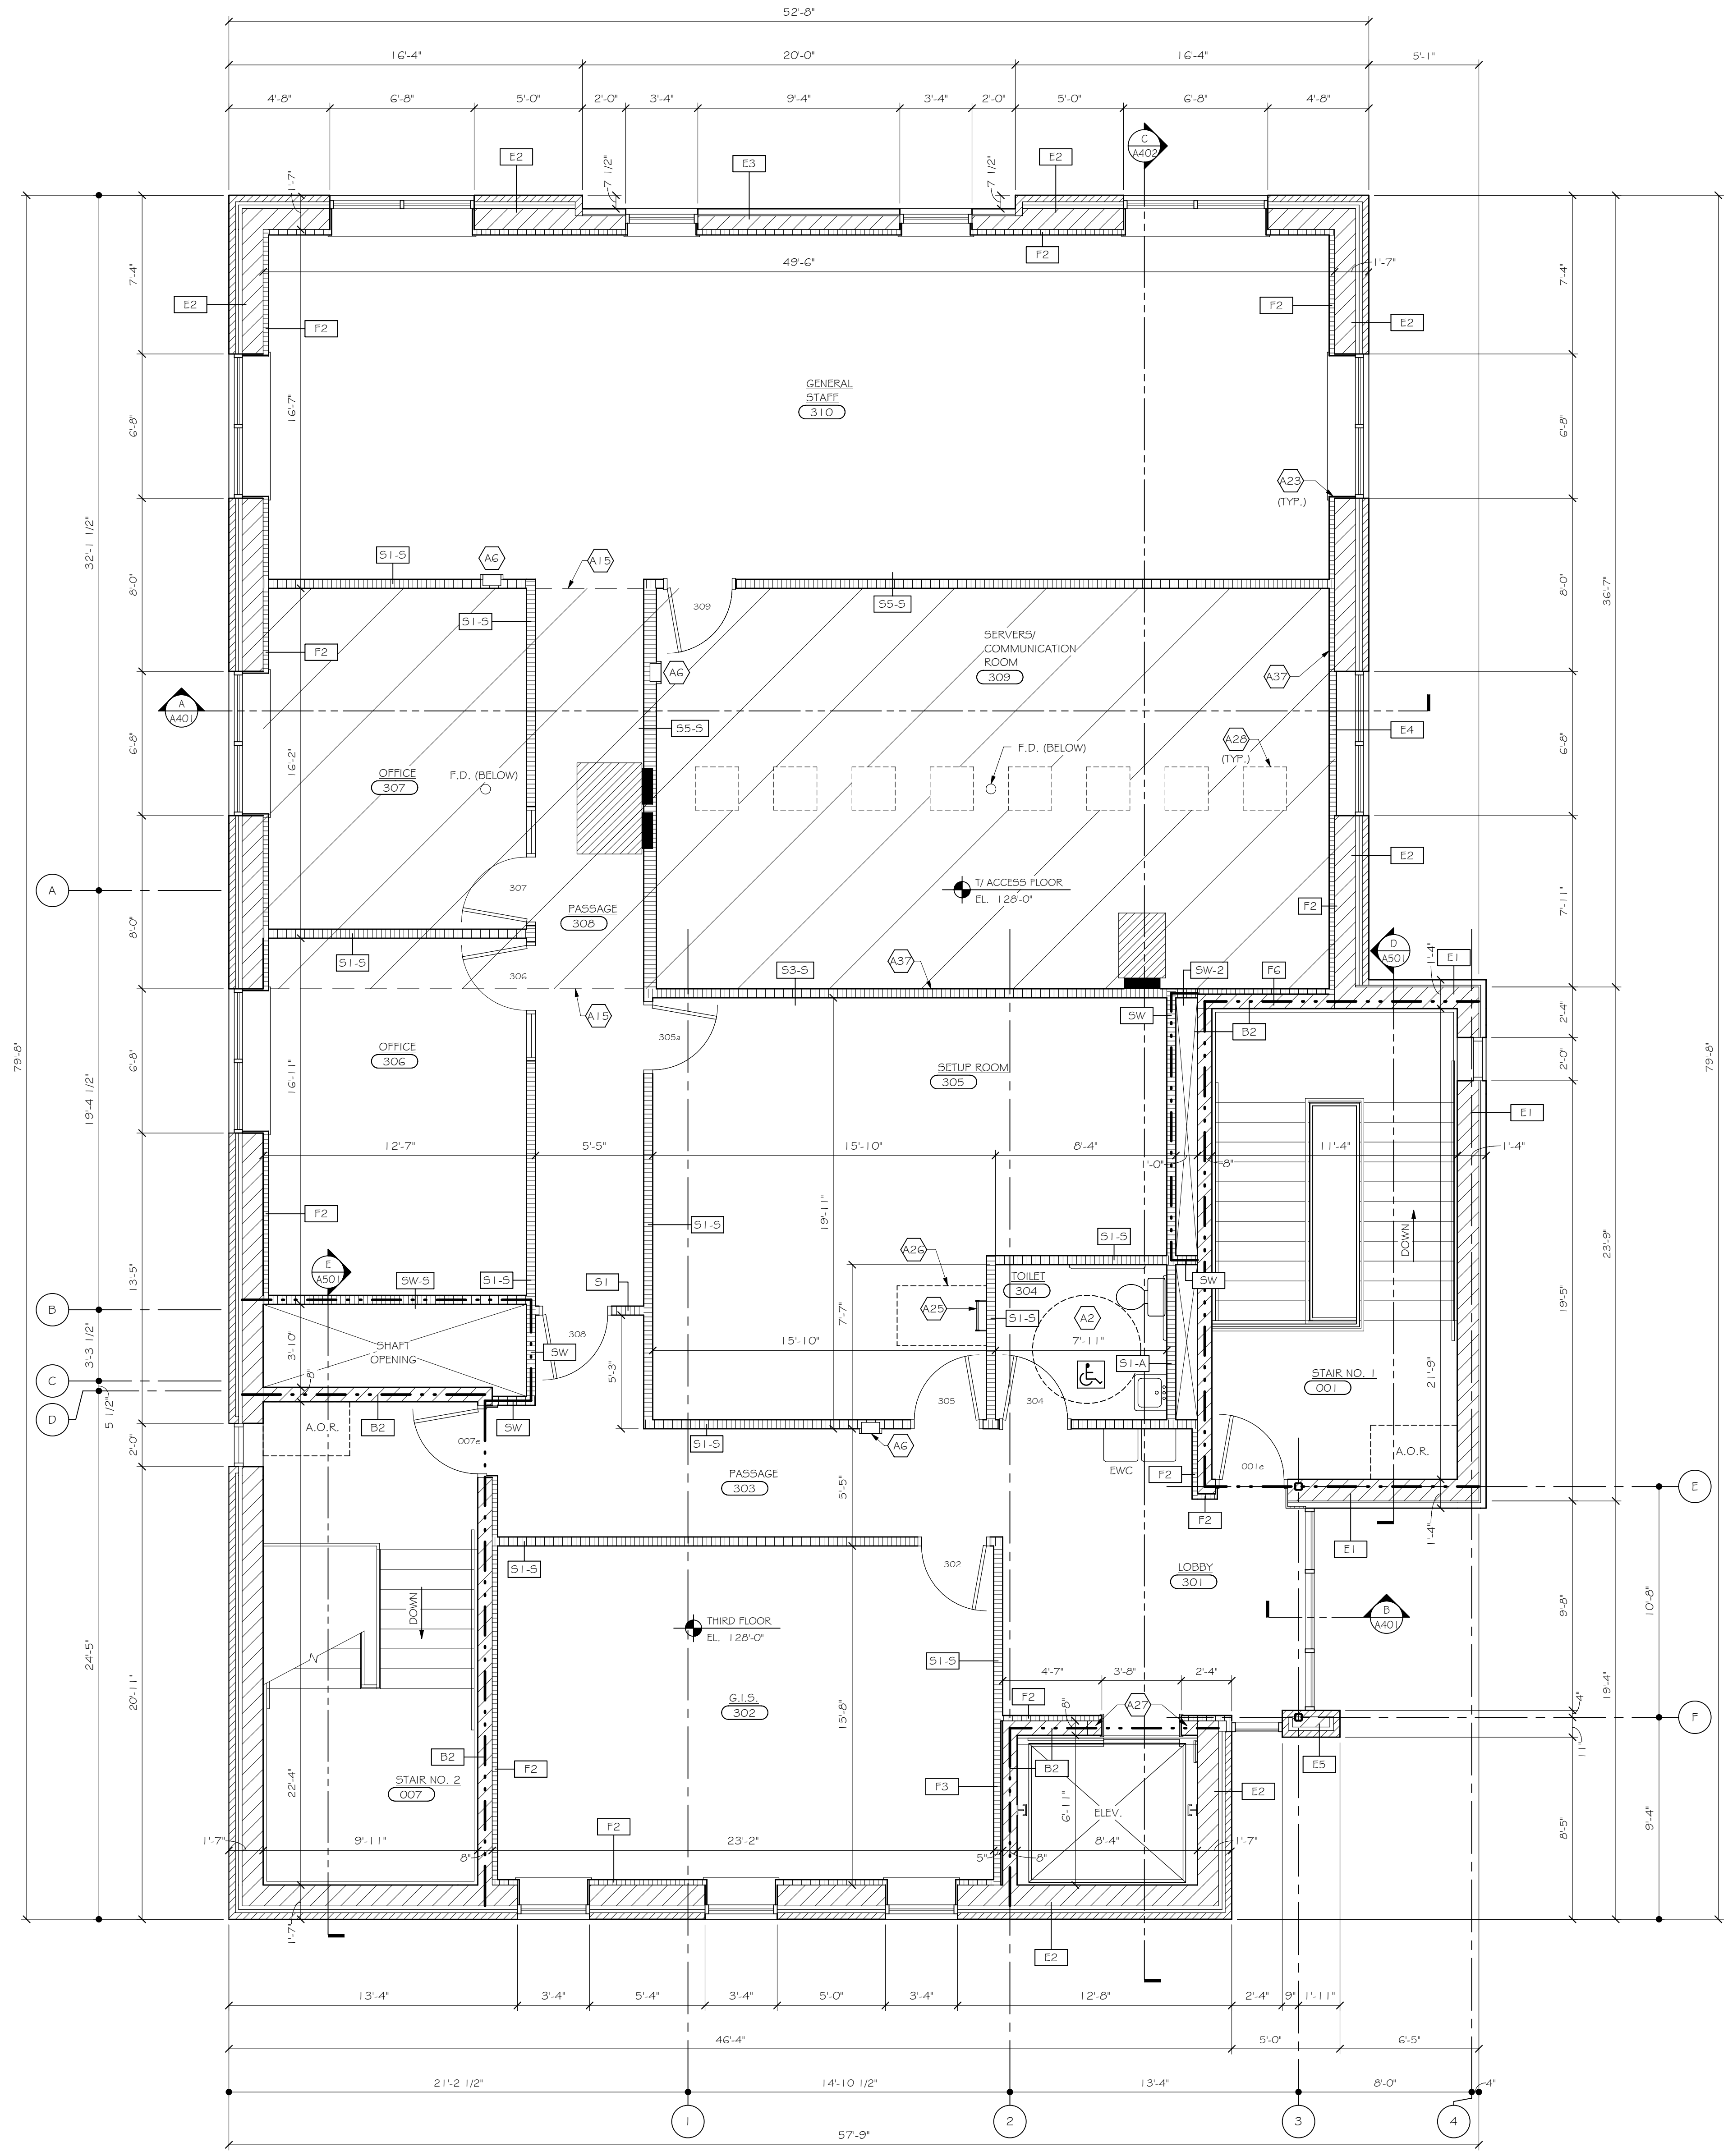 52'-8"
16'-4"
20'-0"
16'-4"
5'-1"
4'-8"
6'-8"
5'-0"
2'-0"
3'-4"
9'-4"
3'-4"
2'-0"
5'-0"
6'-8"
4'-8"
C
A402
E2
E3
E2
7 1/2"
7 1/2"
1'-7"
F2
49'-6"
1'-7"
7'-4"
7'-4"
E2
F2
F2
E2
GENERAL
STAFF
310
16'-7"
6'-8"
6'-8"
A23
(TYP.)
32'-1 1/2"
S1-S
A6
A15
8'-0"
8'-0"
36'-7"
S1-S
309
S5-S
SERVERS/
COMMUNICATION
ROOM
309
F2
A6
A37
A
A401
S5-S
E4
6'-8"
16'-2"
OFFICE
307
F.D. (BELOW)
F.D. (BELOW)
A28
(TYP.)
6'-8"
E2
307
T/ ACCESS FLOOR
EL. 128'-0"
A
PASSAGE
308
F2
7'-11"
8'-0"
S1-S
306
S3-S
A37
SW-2
F6
D
A501
1'-4"
E1
A15
SW
B2
2'-4"
305a
79'-8"
79'-8"
OFFICE
306
6'-8"
16'-11"
SETUP ROOM
305
2'-0"
19'-4 1/2"
E1
12'-7"
5'-5"
15'-10"
8'-4"
1'-0"
8"
11'-4"
1'-4"
F2
S1-S
19'-11"
S1-S
A26
DOWN
23'-9"
E
A501
SW-S
S1-S
S1
TOILET
304
SW
13'-5"
B
A25
S1-S
A2
19'-5"
7'-7"
308
SHAFT
OPENING
3'-10"
SW
5'-3"
15'-10"
7'-11"
S1-A
3'-3 1/2"
C
8"
STAIR NO. 1
001
21'-9"
D
5 1/2"
A.O.R.
B2
SW
305
304
007e
S1-S
A6
EWC
A.O.R.
2'-0"
PASSAGE
303
5'-5"
F2
001e
E
F2
1'-4"
E1
S1-S
302
LOBBY
301
DOWN
THIRD FLOOR
EL. 128'-0"
B
A401
9'-8"
10'-8"
24'-5"
20'-11"
S1-S
4'-7"
3'-8"
2'-4"
19'-4"
G.I.S.
302
15'-8"
F2
8"
A27
4"
F
B2
F2
B2
E5
11"
STAIR NO. 2
007
22'-4"
F3
E2
6'-11"
ELEV.
F2
1'-7"
9'-11"
8"
23'-2"
5"
8"
8'-4"
1'-7"
8'-5"
9'-4"
1'-7"
E2
13'-4"
3'-4"
5'-4"
3'-4"
5'-0"
3'-4"
12'-8"
2'-4"
9"
1'-11"
46'-4"
5'-0"
6'-5"
21'-2 1/2"
14'-10 1/2"
13'-4"
8'-0"
4"
1
2
3
4
57'-9"